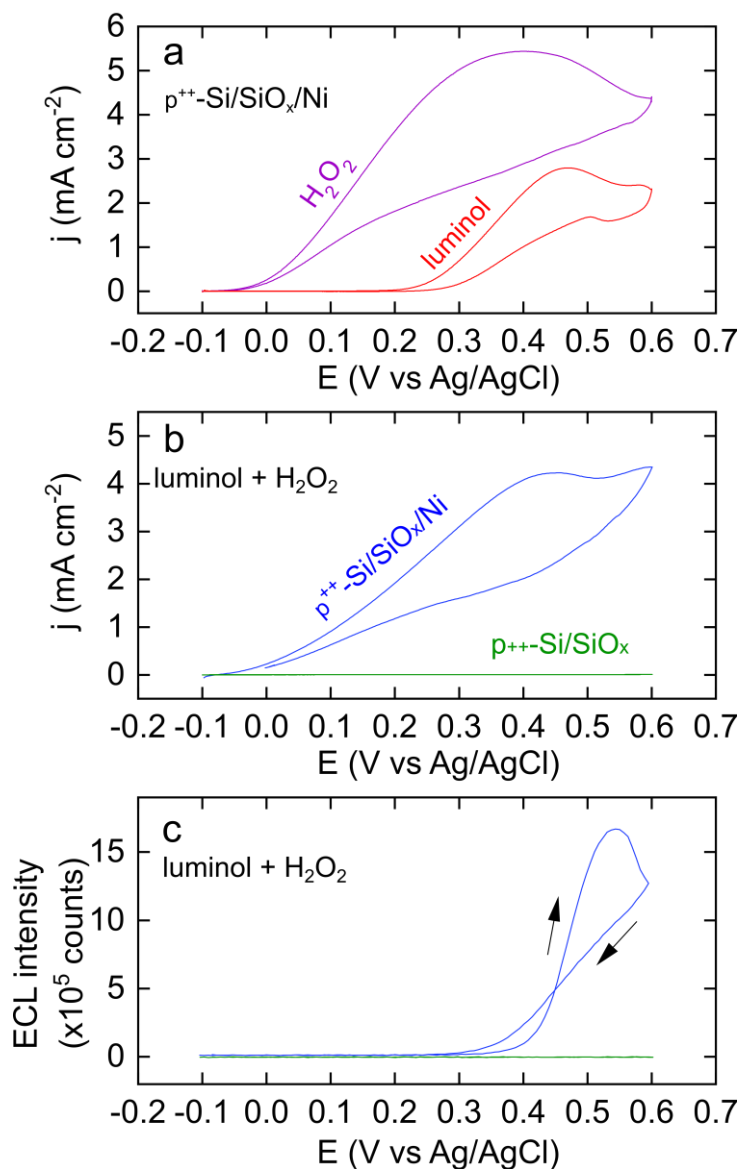 a
p⁺⁺-Si/SiOₓ/Ni
H₂O₂
luminol
j (mA cm⁻²)
6
5
4
3
2
1
0
-0.2 -0.1 0.0 0.1 0.2 0.3 0.4 0.5 0.6 0.7
E (V vs Ag/AgCl)
b
luminol + H₂O₂
p⁺⁺-Si/SiOₓ/Ni
p++-Si/SiOₓ
j (mA cm⁻²)
5
4
3
2
1
0
-0.2 -0.1 0.0 0.1 0.2 0.3 0.4 0.5 0.6 0.7
E (V vs Ag/AgCl)
c
luminol + H₂O₂
ECL intensity
(x10⁵ counts)
15
10
5
0
-0.2 -0.1 0.0 0.1 0.2 0.3 0.4 0.5 0.6 0.7
E (V vs Ag/AgCl)